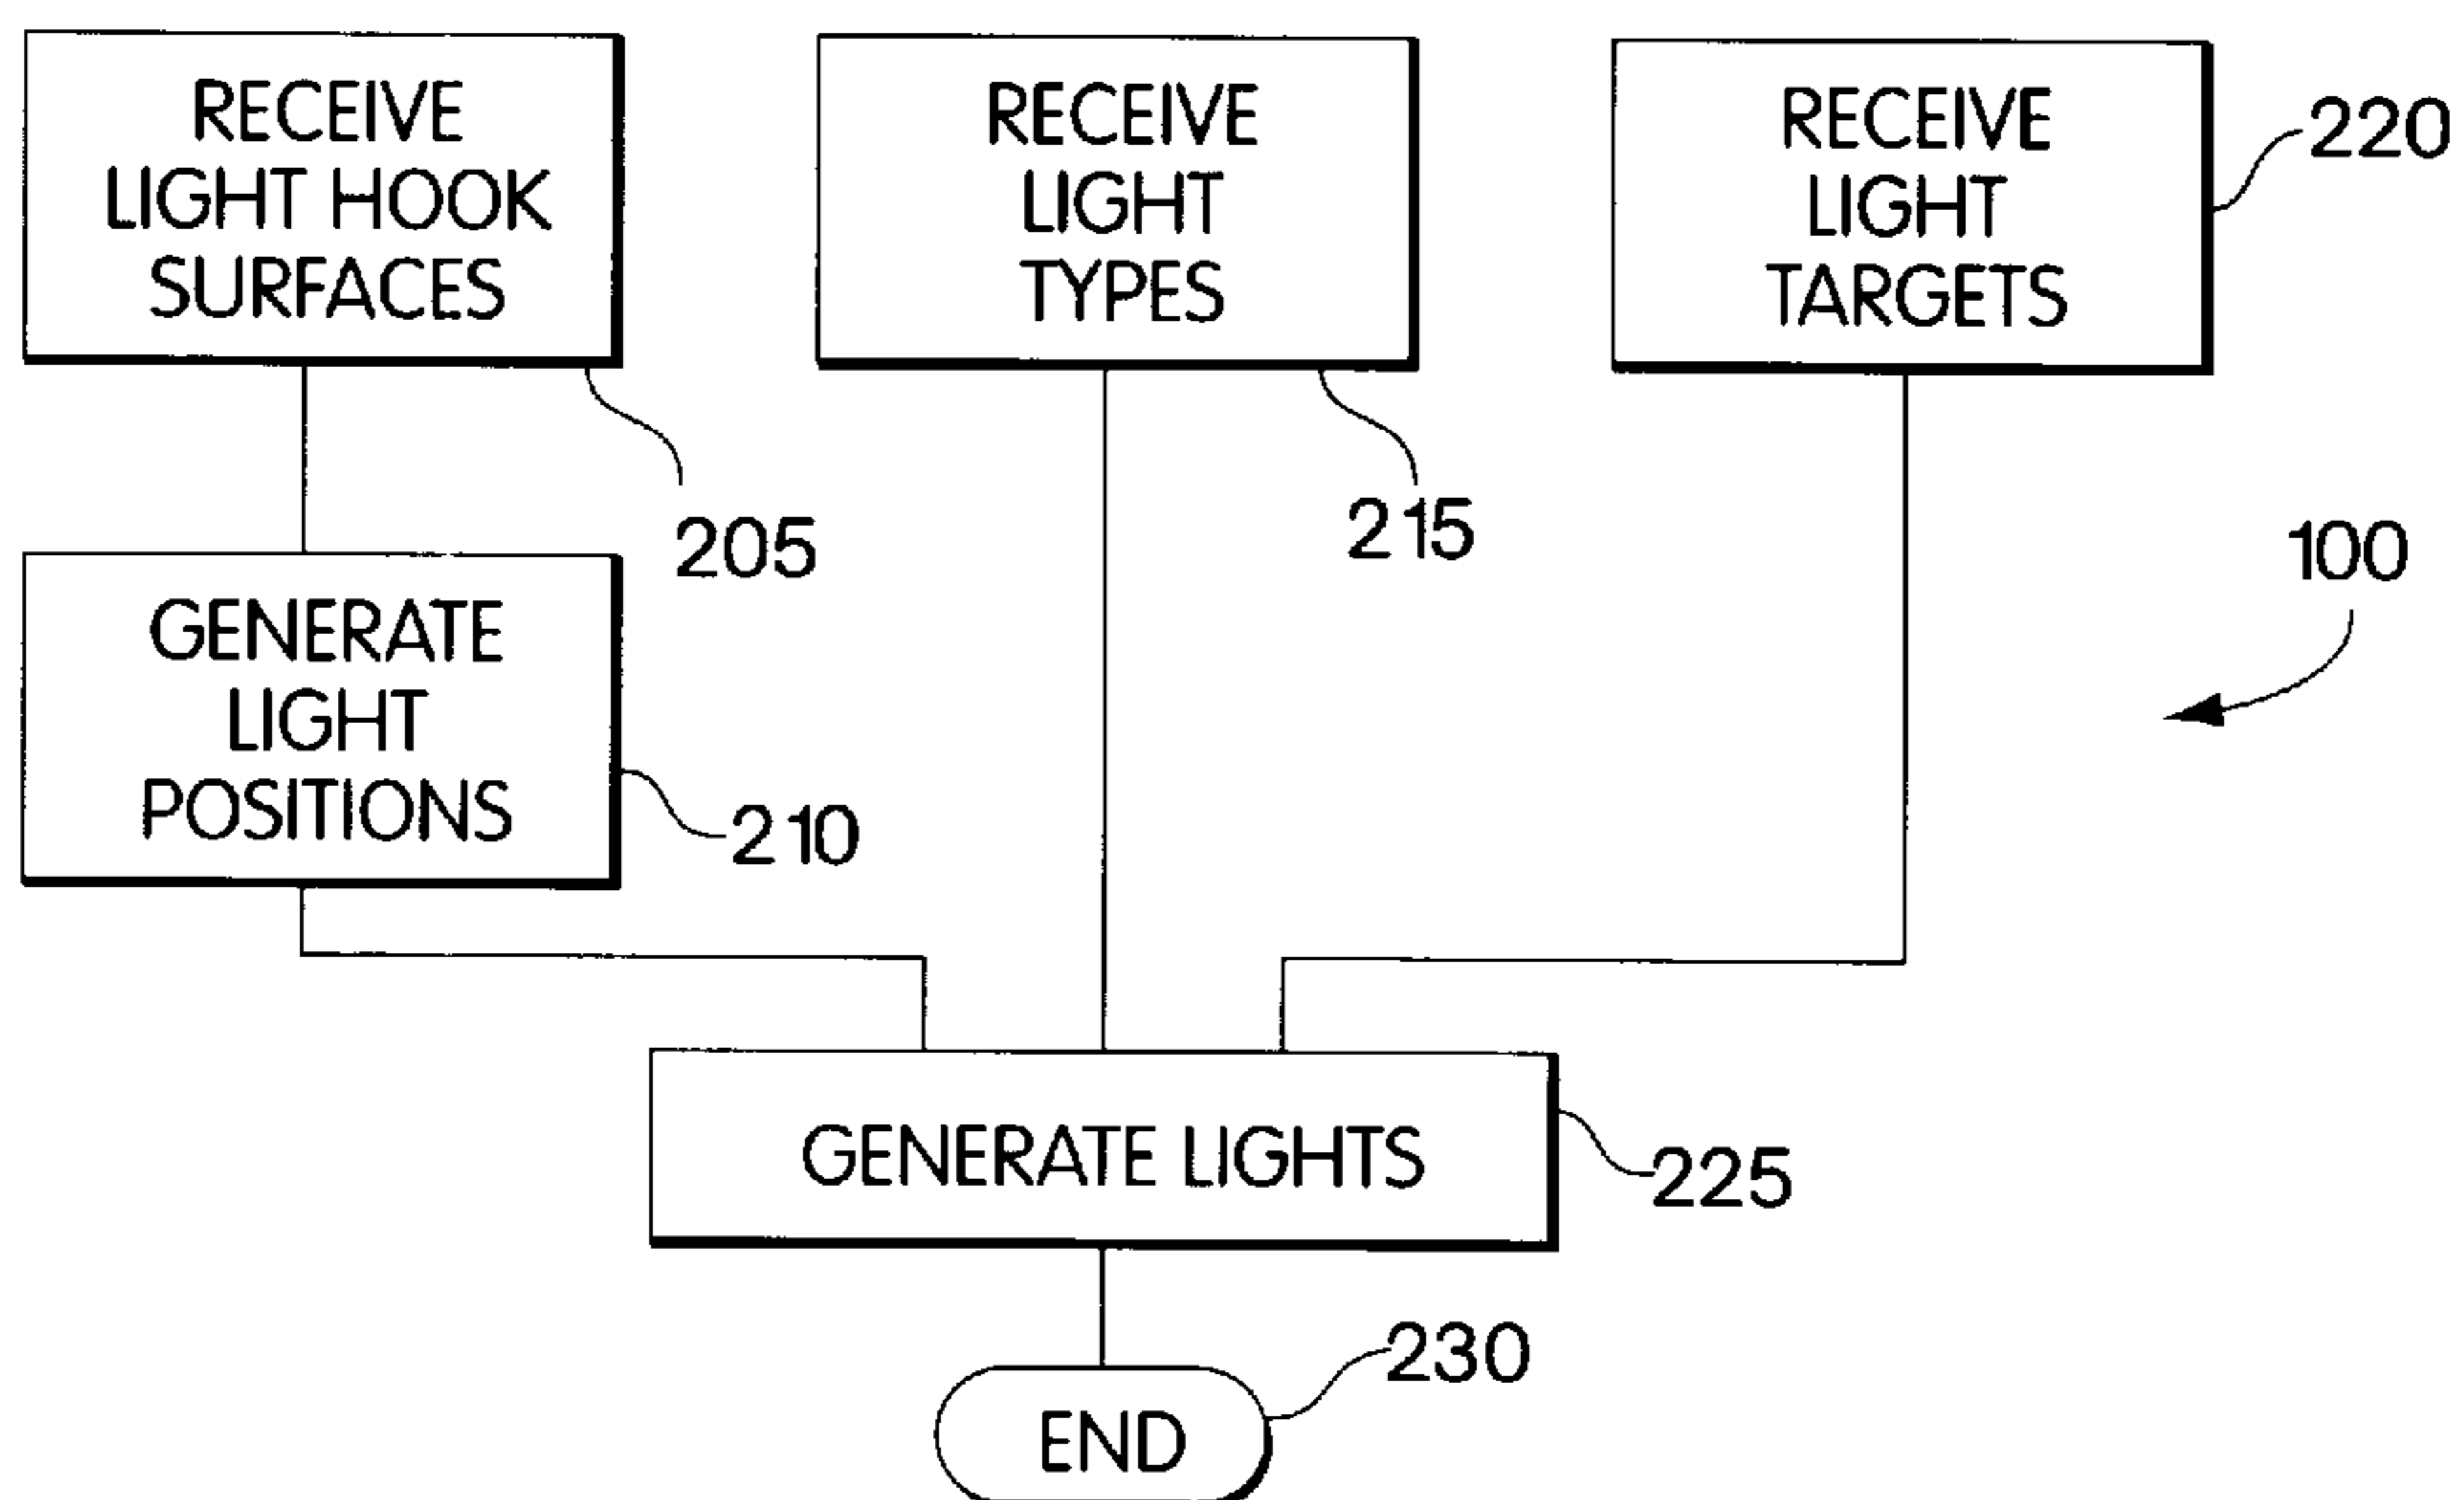 RECEIVE
LIGHT HOOK
SURFACES
205
RECEIVE
LIGHT
TYPES
215
RECEIVE
LIGHT
TARGETS
220
100
GENERATE
LIGHT
POSITIONS
210
GENERATE LIGHTS
225
END
230